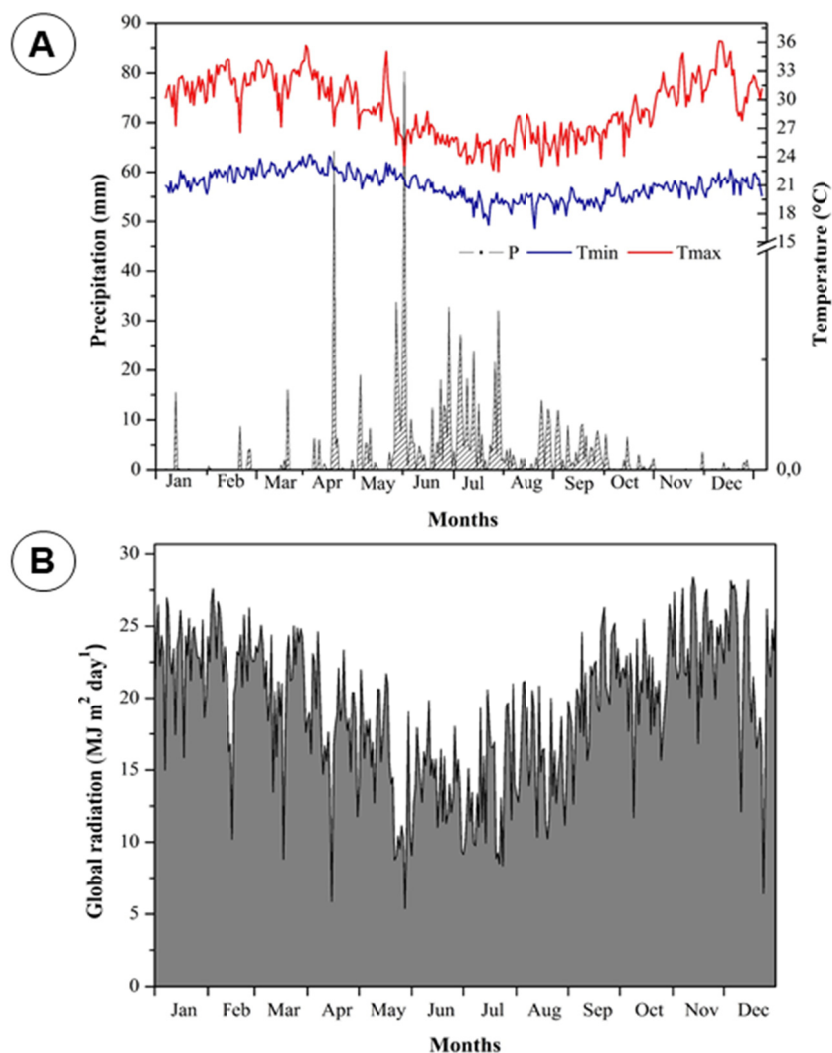 A
90
80
70
60
50
40
30
20
10
0
Precipitation (mm)
36
33
30
27
24
21
18
15
0,0
Temperature (°C)
P Tmin Tmax
Jan Feb Mar Apr May Jun Jul Aug Sep Oct Nov Dec
Months
B
30
25
20
15
10
5
0
Global radiation (MJ m² day¹)
Jan Feb Mar Apr May Jun Jul Aug Sep Oct Nov Dec
Months